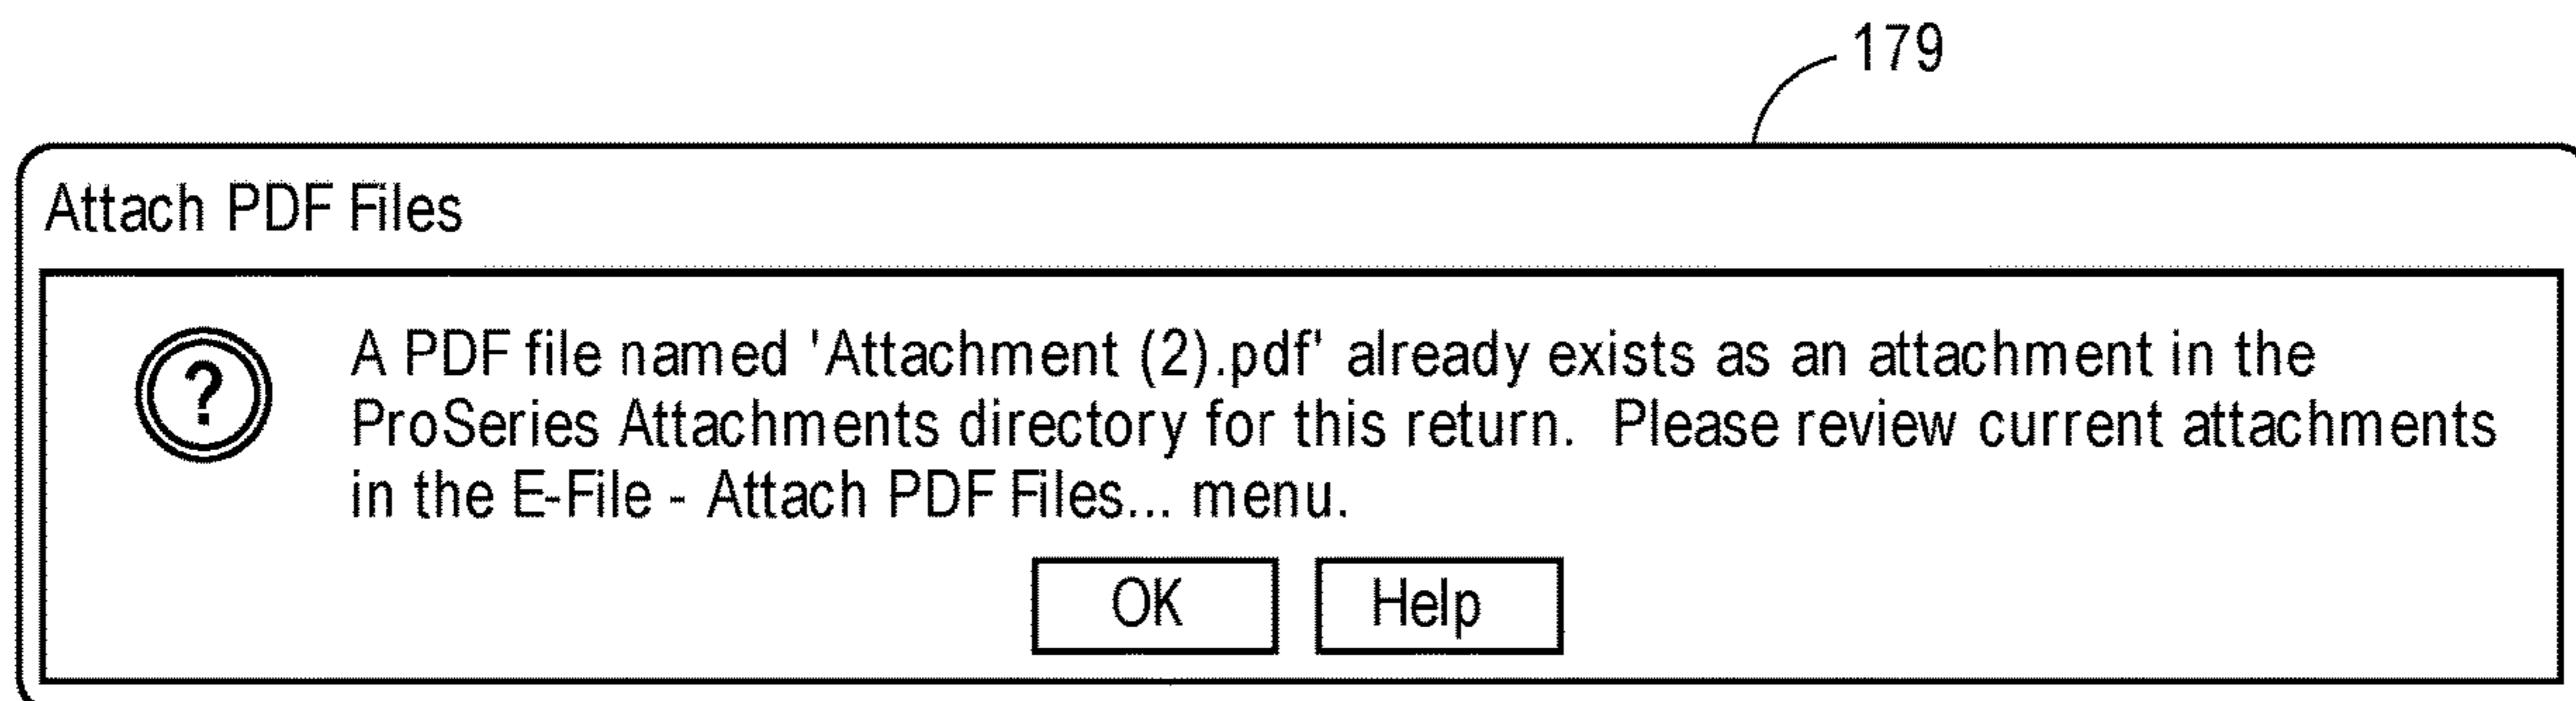 179
Attach PDF Files
? A PDF file named 'Attachment (2).pdf' already exists as an attachment in the
ProSeries Attachments directory for this return.  Please review current attachments
in the E-File - Attach PDF Files... menu.
OK Help